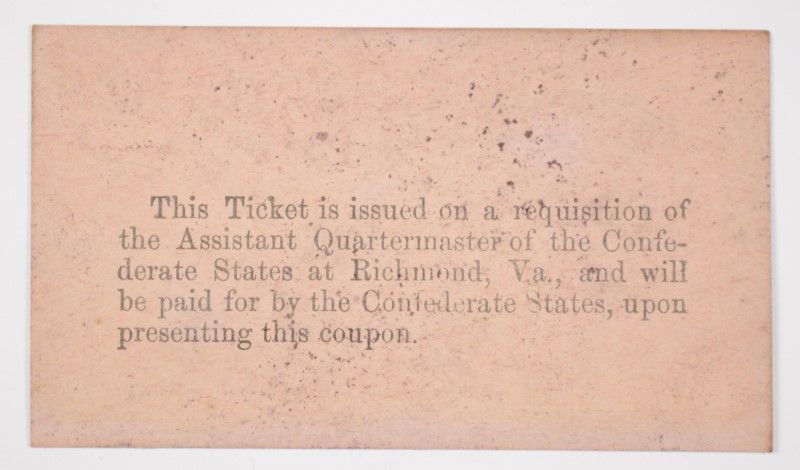 This Ticket is issued on a requisition of
the Assistant Quartermaster of the Confe-
derate States at Richmond, Va., and will
be paid for by the Confederate States, upon
presenting this coupon.